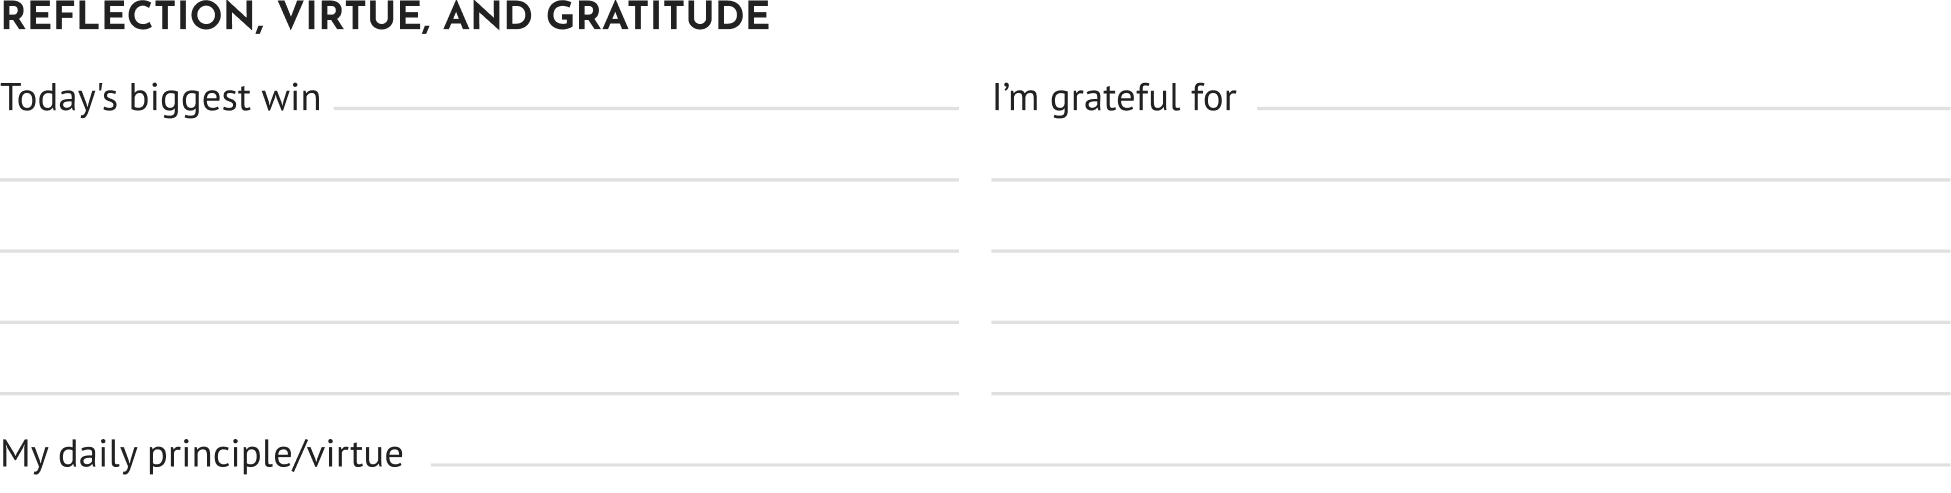 REFLECTION, VIRTUE, AND GRATITUDE
Today's biggest win
I’m grateful for
My daily principle/virtue